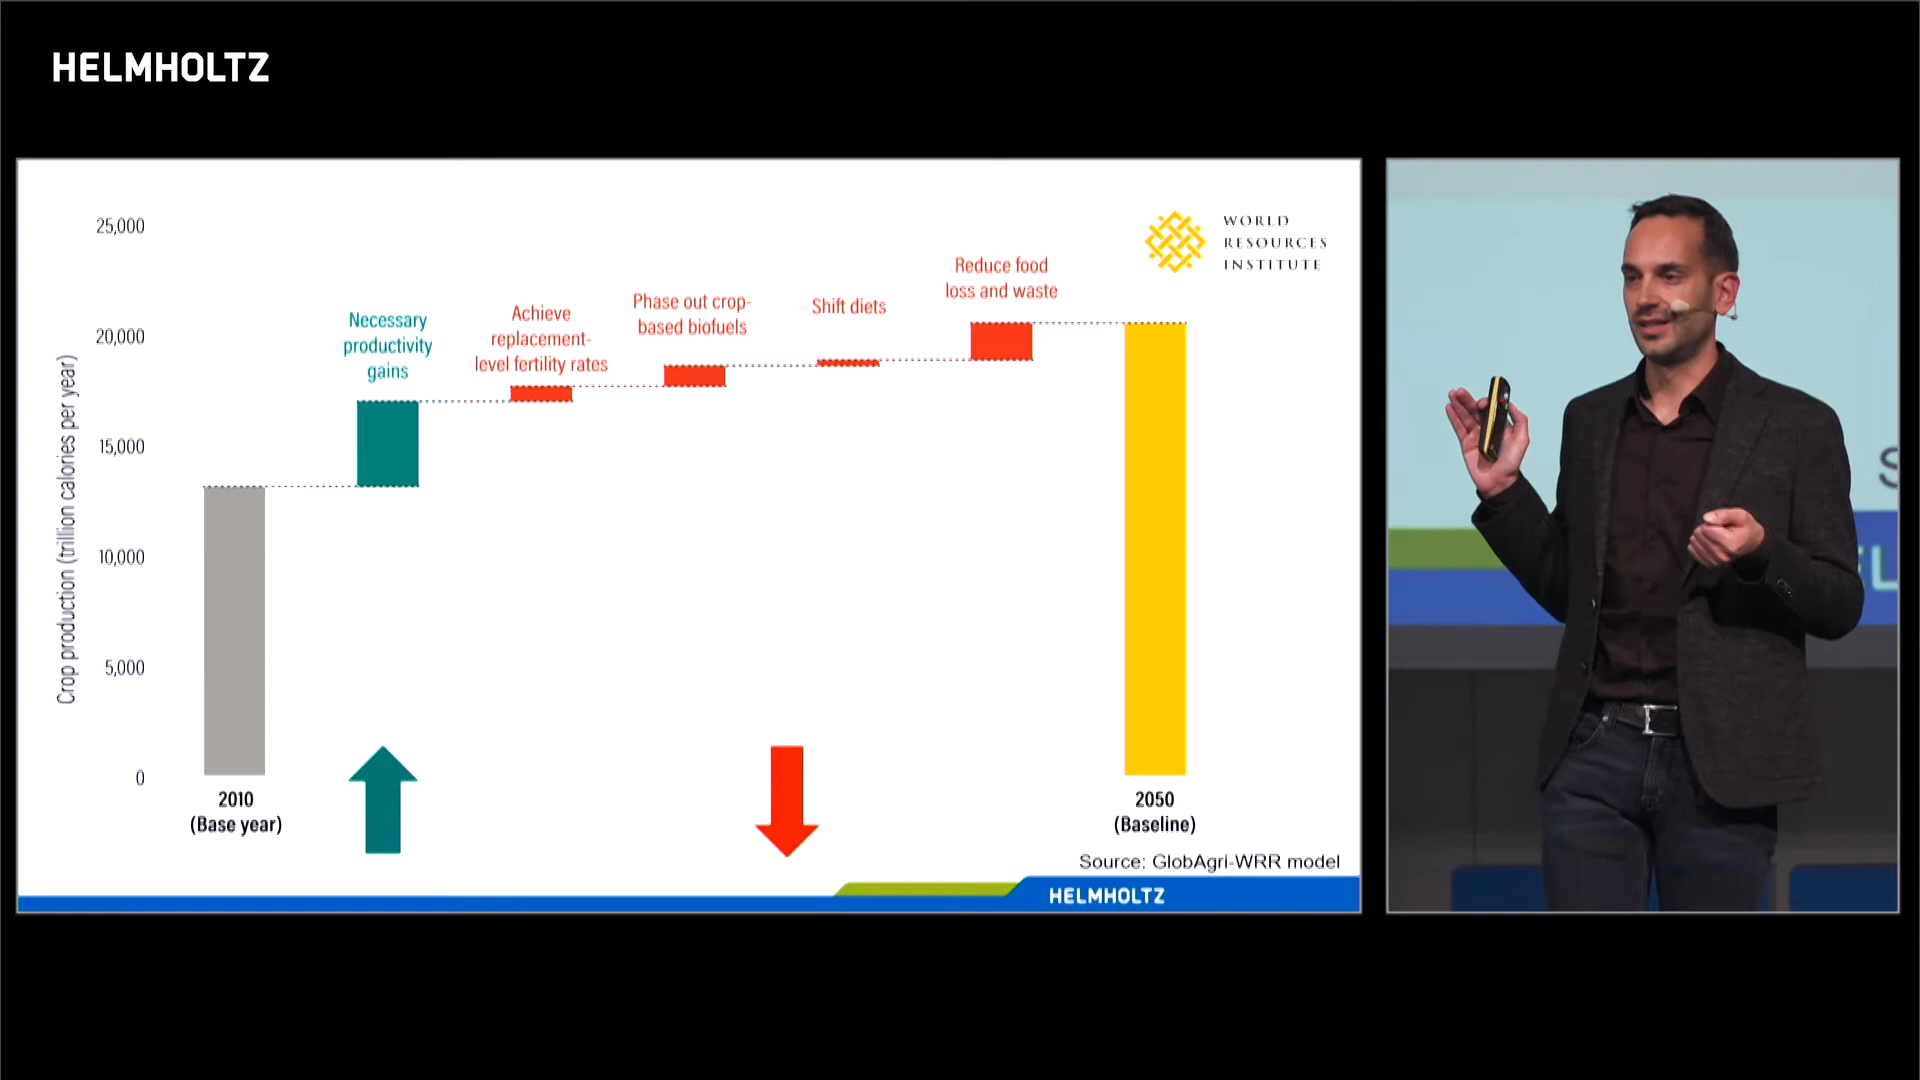 HELMHOLTZ
25,000
20,000
15,000
10,000
5,000
0
Crop production (trillion calories per year)
2010
(Base year)
Necessary
productivity
gains
Achieve
replacement-
level fertility rates
Phase out crop-
based biofuels
Shift diets
Reduce food
loss and waste
2050
(Baseline)
WORLD
RESOURCES
INSTITUTE
Source: GlobAgri-WRR model
HELMHOLTZ
S
L